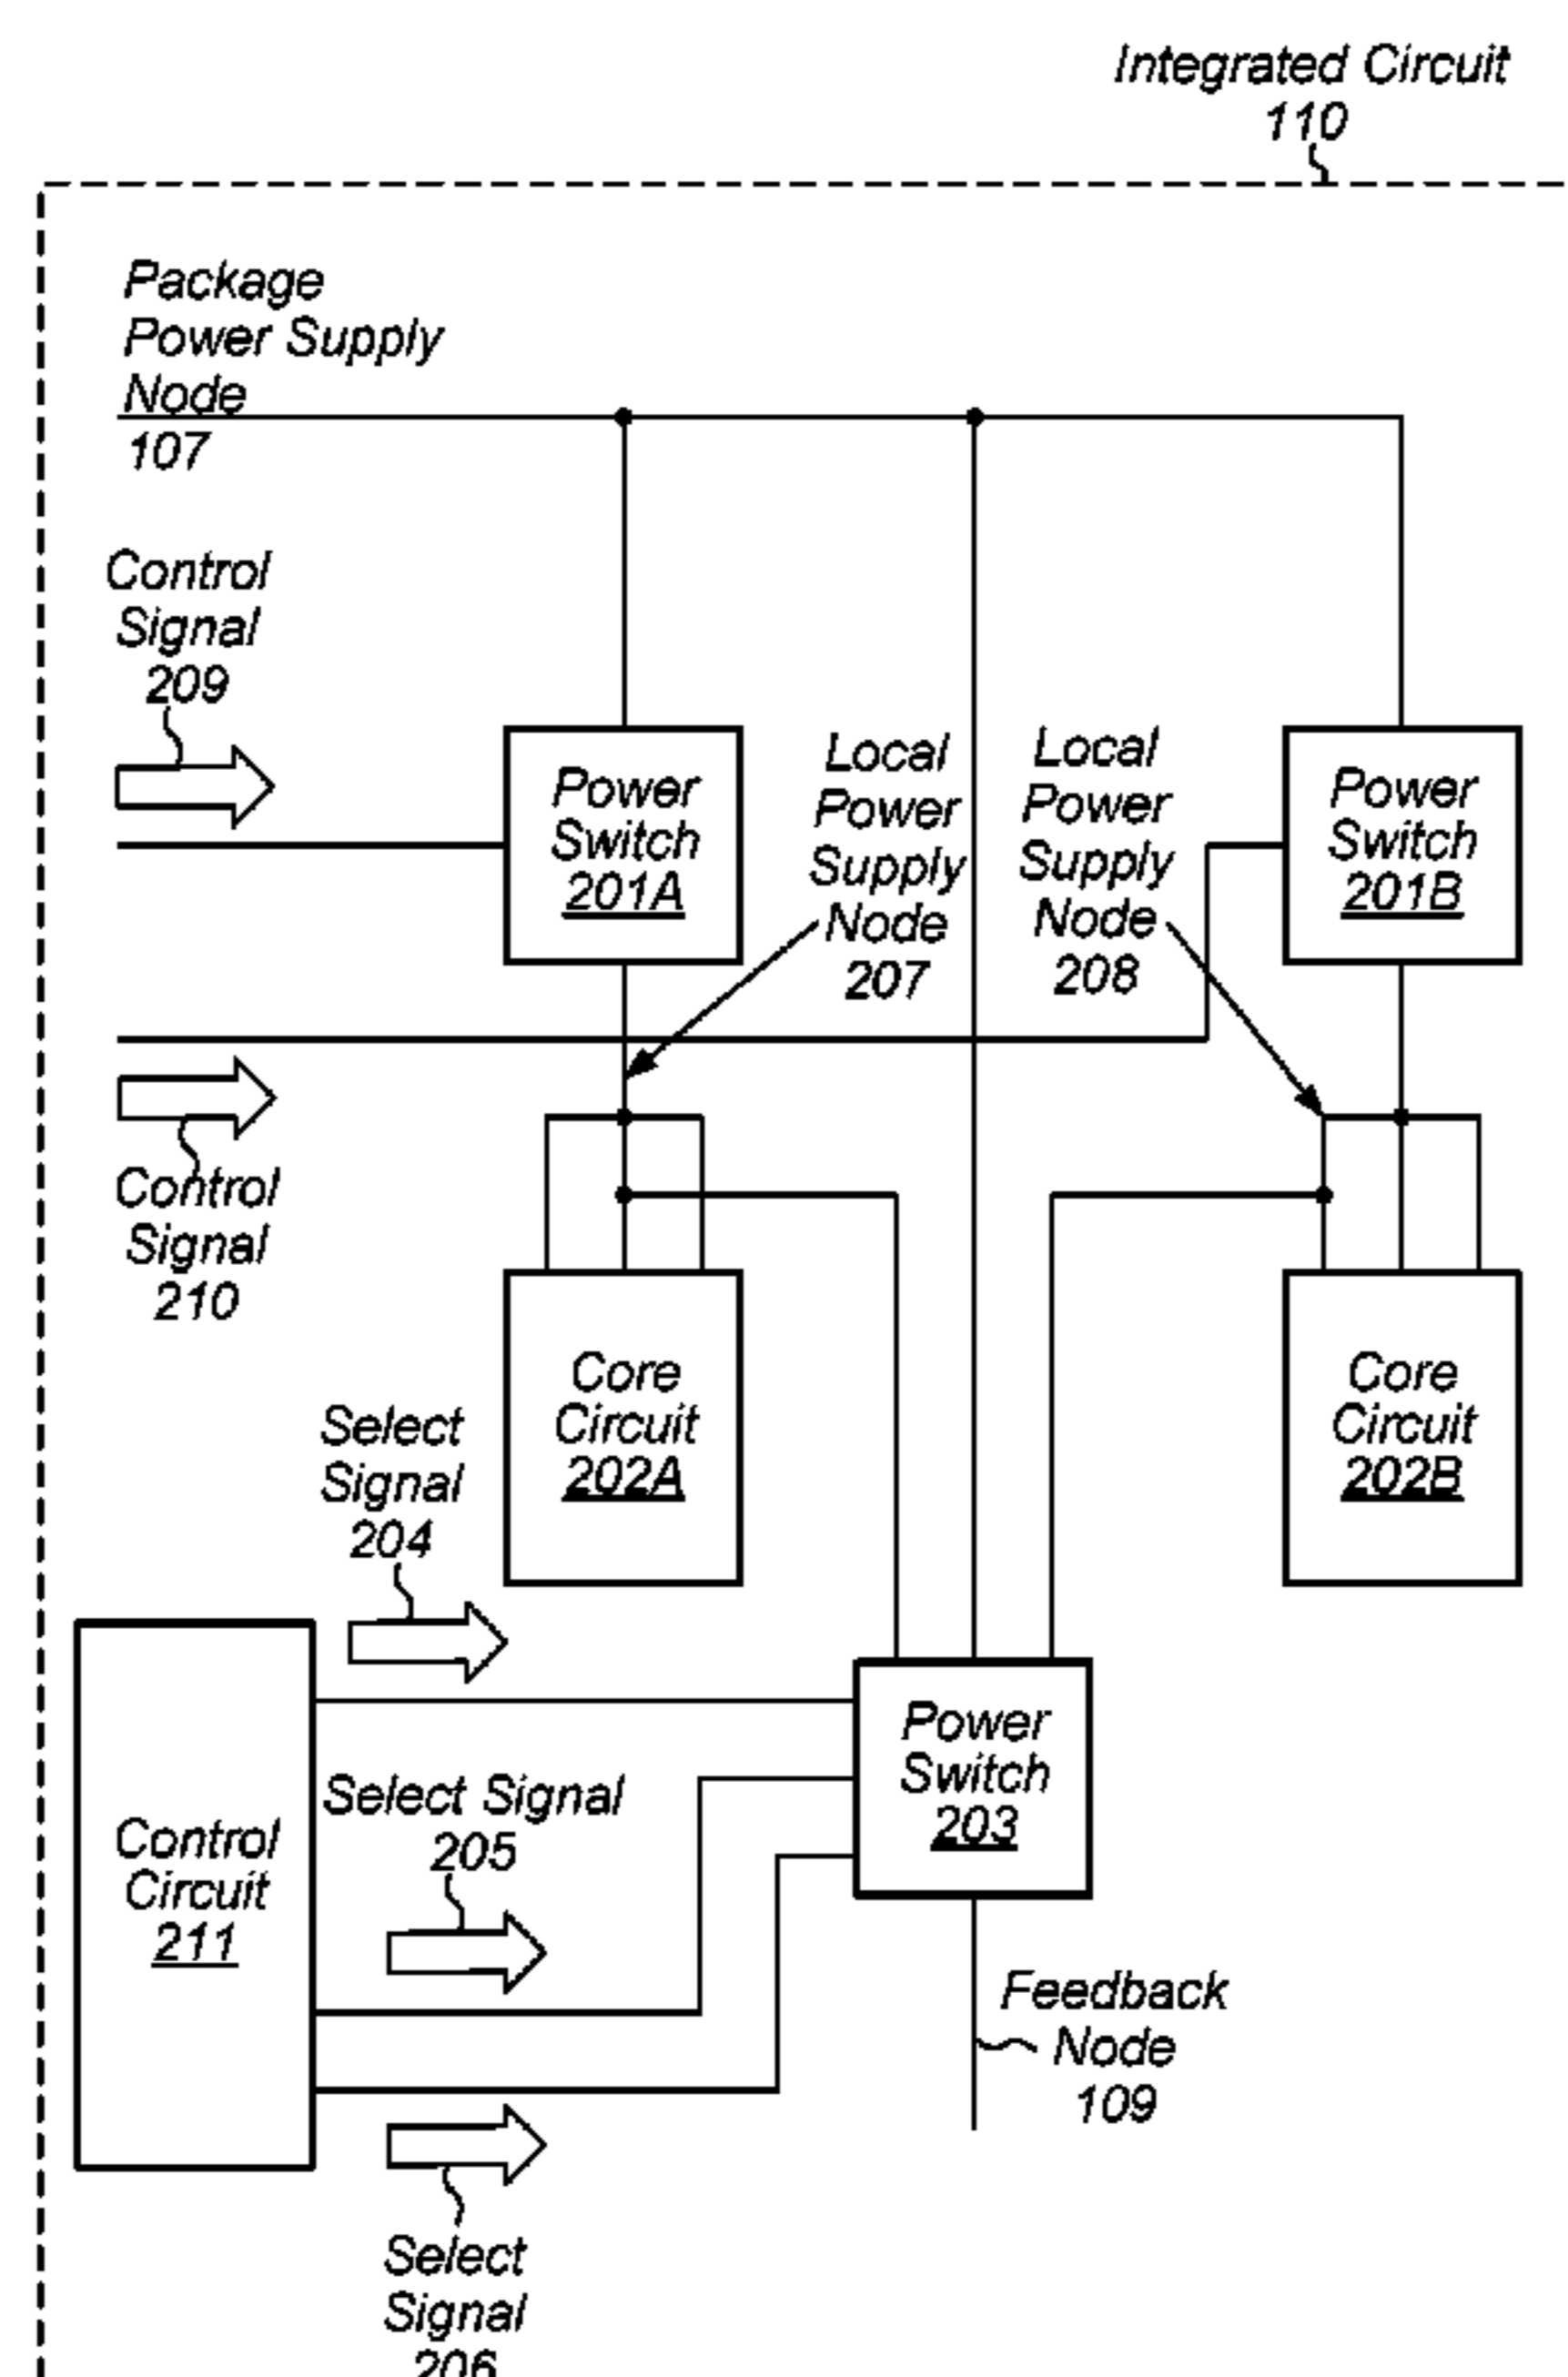 Integrated Circuit
110
Package
Power Supply
Node
107
Control
Signal
209
Power
Switch
201A
Local
Power
Supply
Node
207
Local
Power
Supply
Node
208
Power
Switch
201B
Control
Signal
210
Core
Circuit
202A
Core
Circuit
202B
Select
Signal
204
Power
Switch
203
Select Signal
205
Control
Circuit
211
Feedback
Node
109
Select
Signal
206